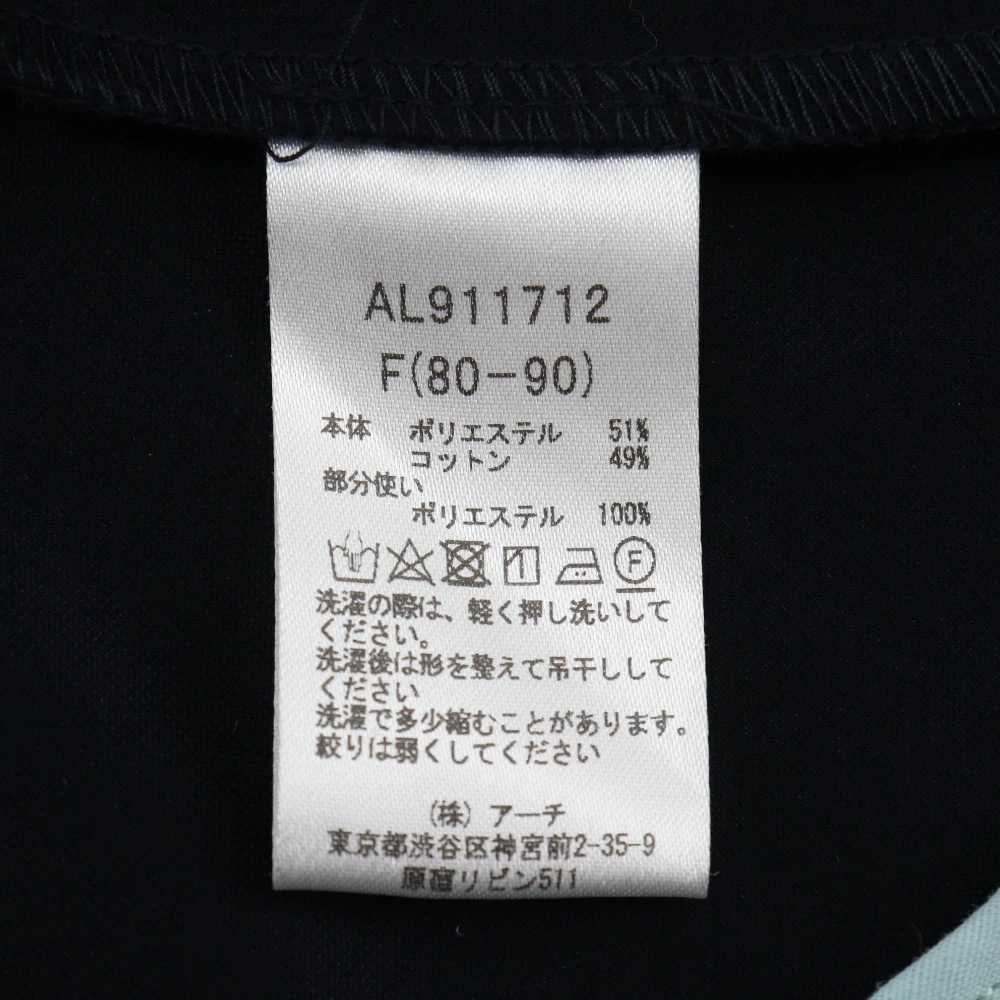 AL911712
F(80-90)
本体 ポリエステル 51%
コットン 49%
部分使い
ポリエステル 100%
F
洗濯の際は、軽く押し洗いして
ください。
洗濯後は形を整えて吊干しして
ください
洗濯で多少縮むことがあります。
絞りは弱くしてください
(株) アーチ
東京都渋谷区神宮前2-35-9
原宿リビン511